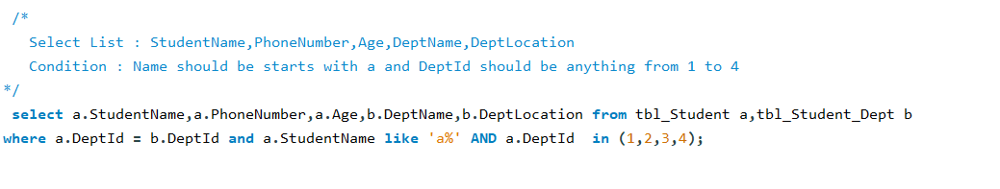 /*
Select List : StudentName,PhoneNumber,Age,DeptName,DeptLocation
Condition : Name should be starts with a and DeptId should be anything from 1 to 4
*/
select a.StudentName,a.PhoneNumber,a.Age,b.DeptName,b.DeptLocation from tbl_Student a,tbl_Student_Dept b
where a.DeptId = b.DeptId and a.StudentName like 'a%' AND a.DeptId  in (1,2,3,4);